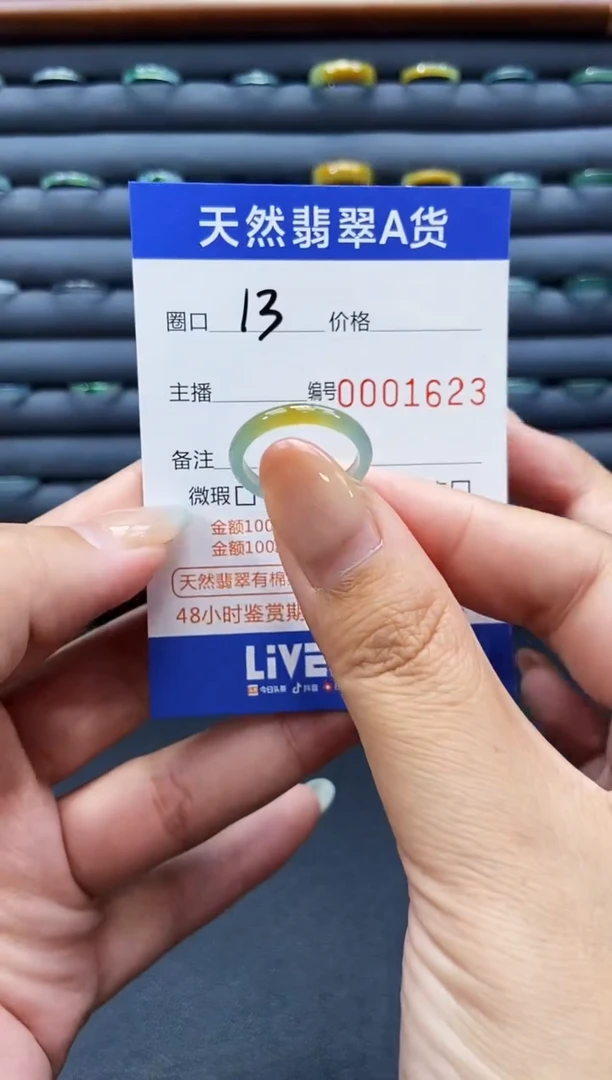 天然翡翠A货
圈口 13 价格
主播 编号0001623
备注
微瑕□ □
金额100
金额100
天然翡翠有棉
48小时鉴赏期
LiVE
今日头条 抖音